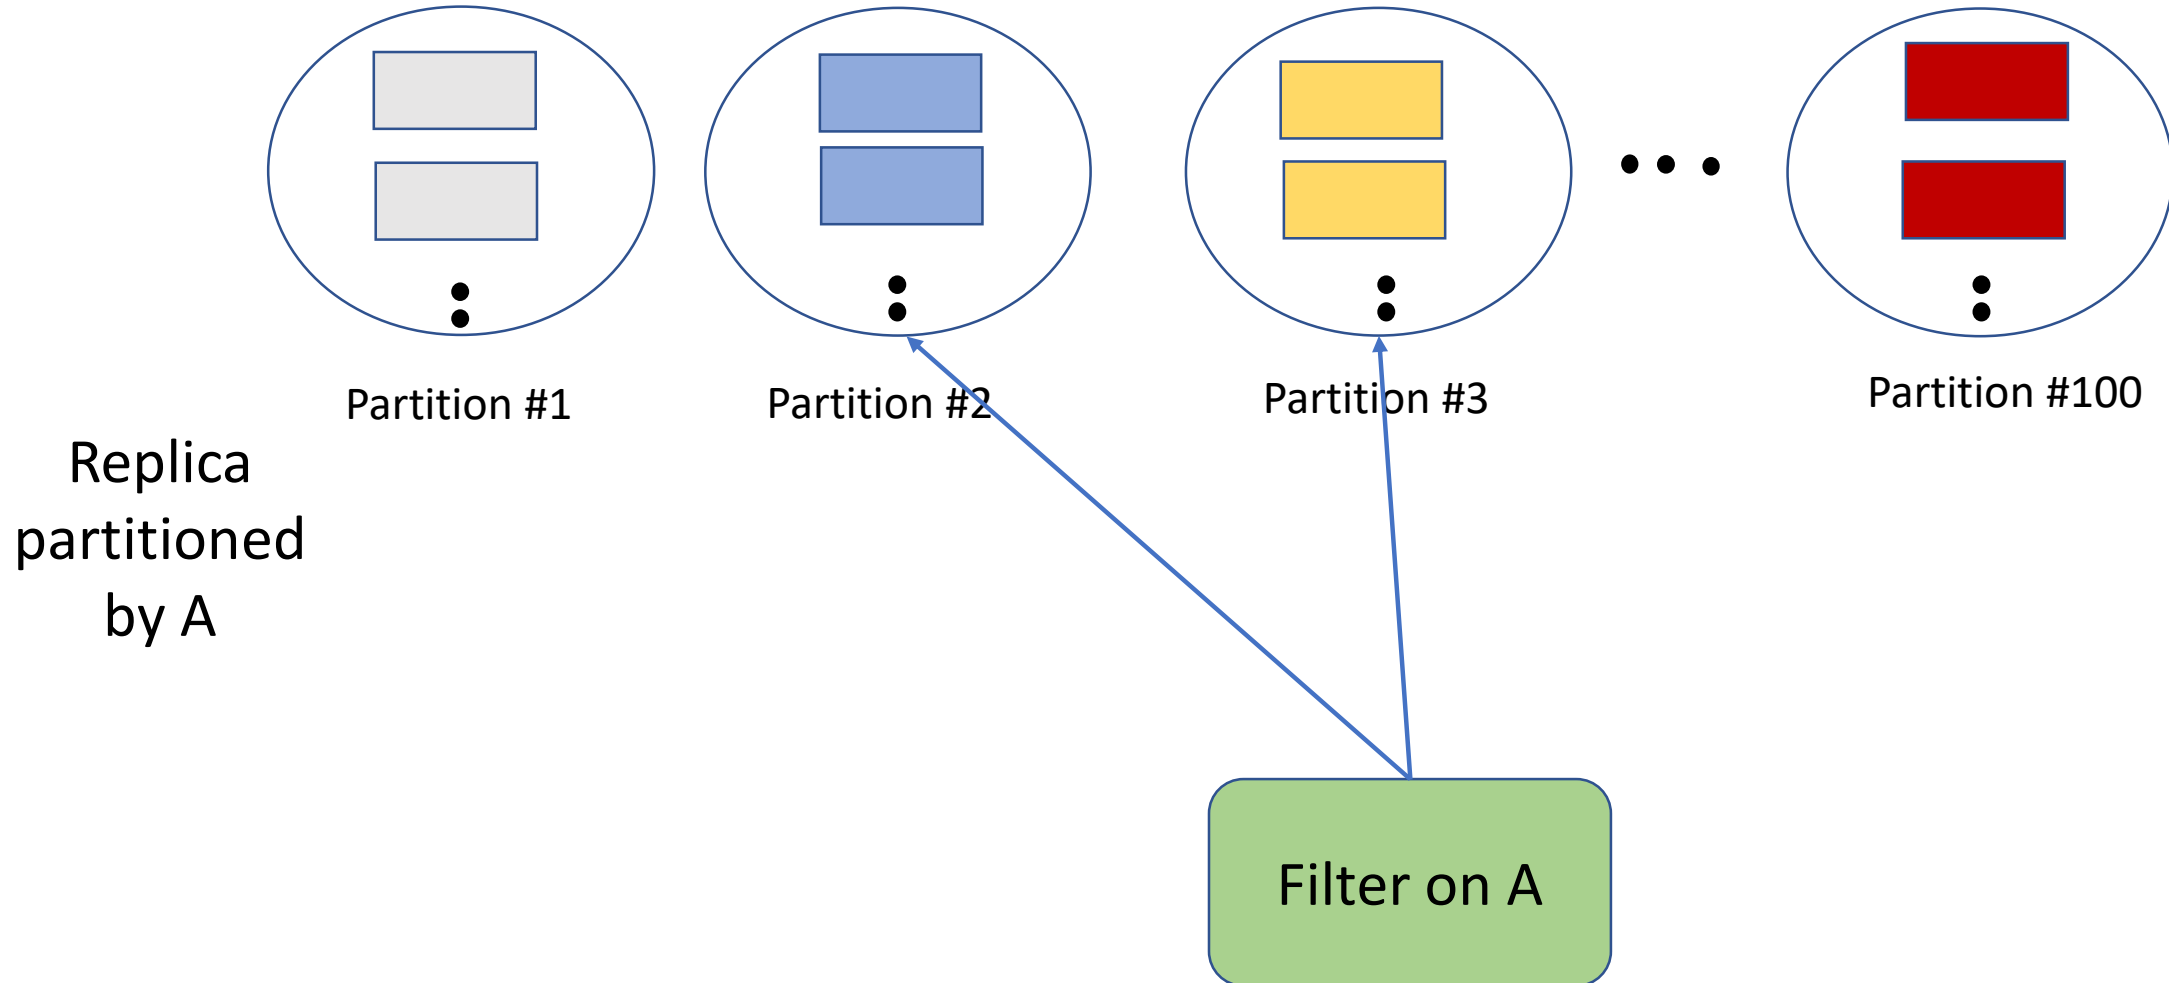 Partition #1
Partition #2
Partition #3
Partition #100
Replica
partitioned
by A
Filter on A